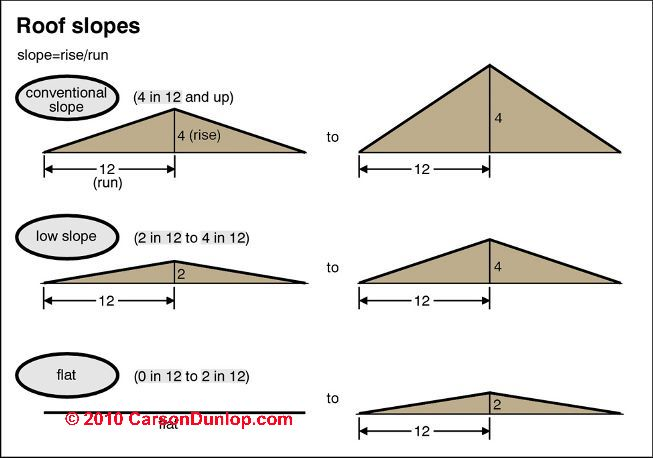 Roof slopes
slope=rise/run
conventional
slope
(4 in 12 and up)
4 (rise)
12
(run)
to
4
12
low slope
(2 in 12 to 4 in 12)
2
12
to
4
12
flat
(0 in 12 to 2 in 12)
© 2010 CarsonDunlop.com
flat
to
2
12